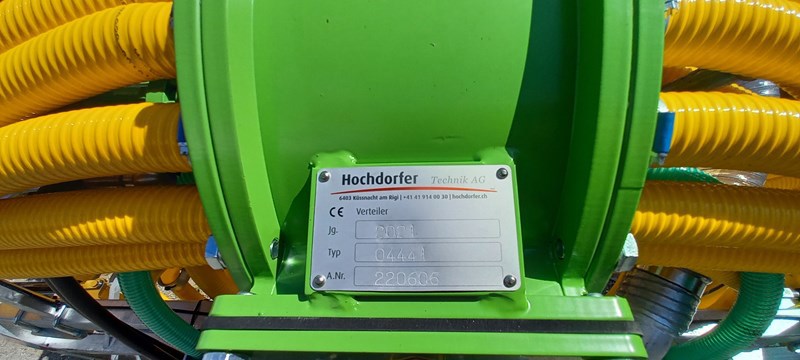 Hochdorfer Technik AG
6403 Küssnacht am Rigi | +41 41 914 00 30 | hochdorfer.ch
CE Verteiler
Jg.
Typ 04441
A.Nr. 220606